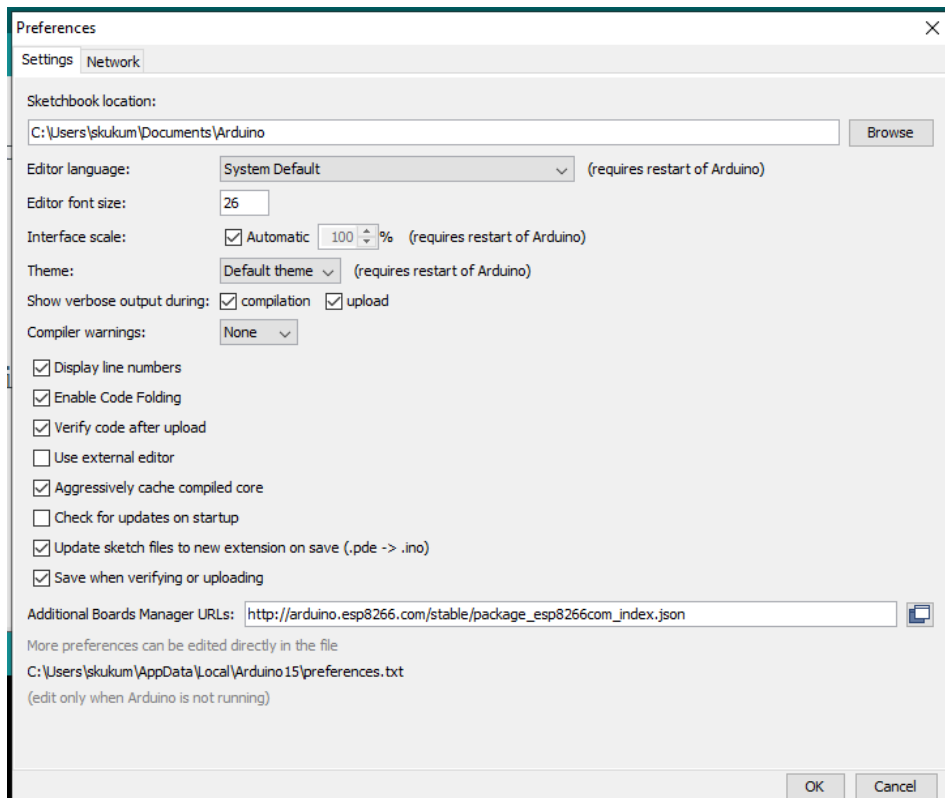 Preferences
Settings Network
Sketchbook location:
C:\Users\skukum\Documents\Arduino Browse
Editor language: System Default (requires restart of Arduino)
Editor font size: 26
Interface scale: Automatic 100 % (requires restart of Arduino)
Theme: Default theme (requires restart of Arduino)
Show verbose output during: compilation upload
Compiler warnings: None
Display line numbers
Enable Code Folding
Verify code after upload
Use external editor
Aggressively cache compiled core
Check for updates on startup
Update sketch files to new extension on save (.pde -> .ino)
Save when verifying or uploading
Additional Boards Manager URLs: http://arduino.esp8266.com/stable/package_esp8266com_index.json
More preferences can be edited directly in the file
C:\Users\skukum\AppData\Local\Arduino15\preferences.txt
(edit only when Arduino is not running)
OK Cancel